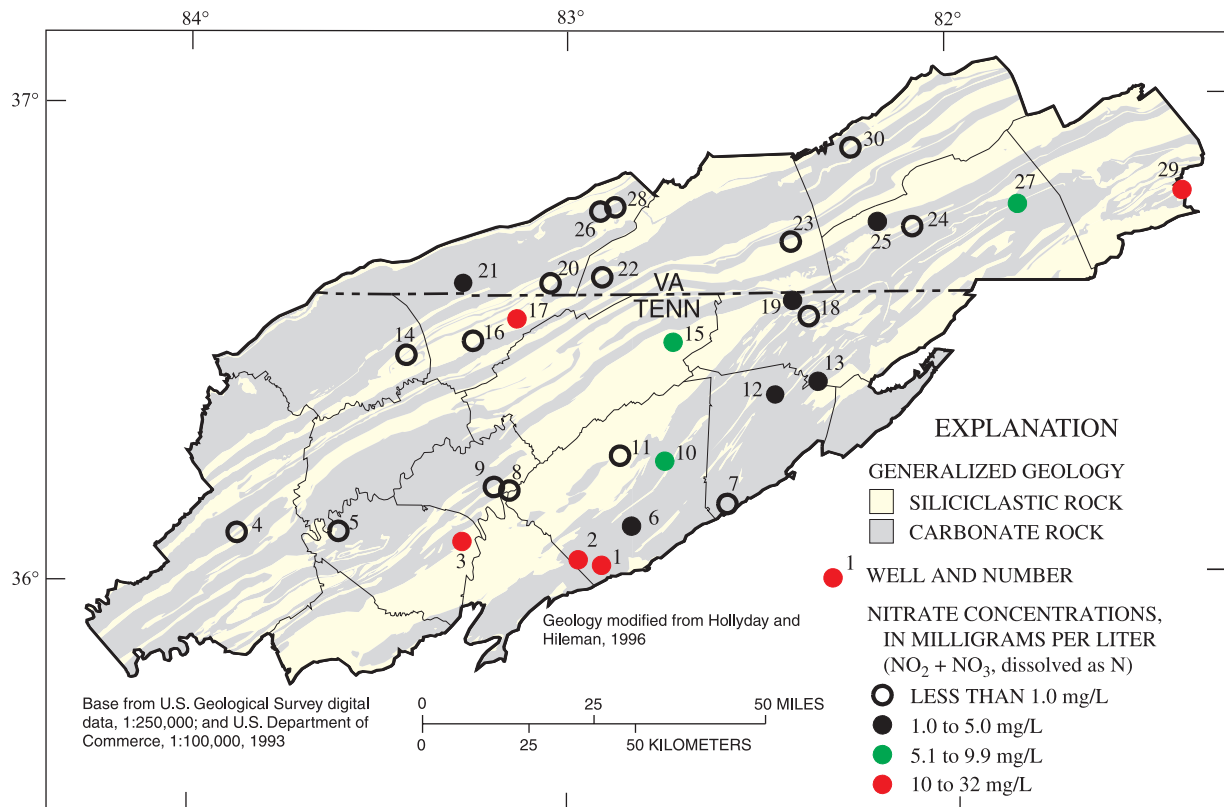 84°
83°
82°
37°
30
29
28
27
26
25
24
23
22
21
20
VA
TENN
19
18
17
16
15
14
13
12
11
10
9
8
7
6
5
4
3
2
1
36°
EXPLANATION
GENERALIZED GEOLOGY
SILICICLASTIC ROCK
CARBONATE ROCK
1
WELL AND NUMBER
NITRATE CONCENTRATIONS,
IN MILLIGRAMS PER LITER
(NO₂ + NO₃, dissolved as N)
LESS THAN 1.0 mg/L
1.0 to 5.0 mg/L
5.1 to 9.9 mg/L
10 to 32 mg/L
Geology modified from Hollyday and
Hileman, 1996
Base from U.S. Geological Survey digital
data, 1:250,000; and U.S. Department of
Commerce, 1:100,000, 1993
0 25 50 MILES
0 25 50 KILOMETERS
84°
83°
82°